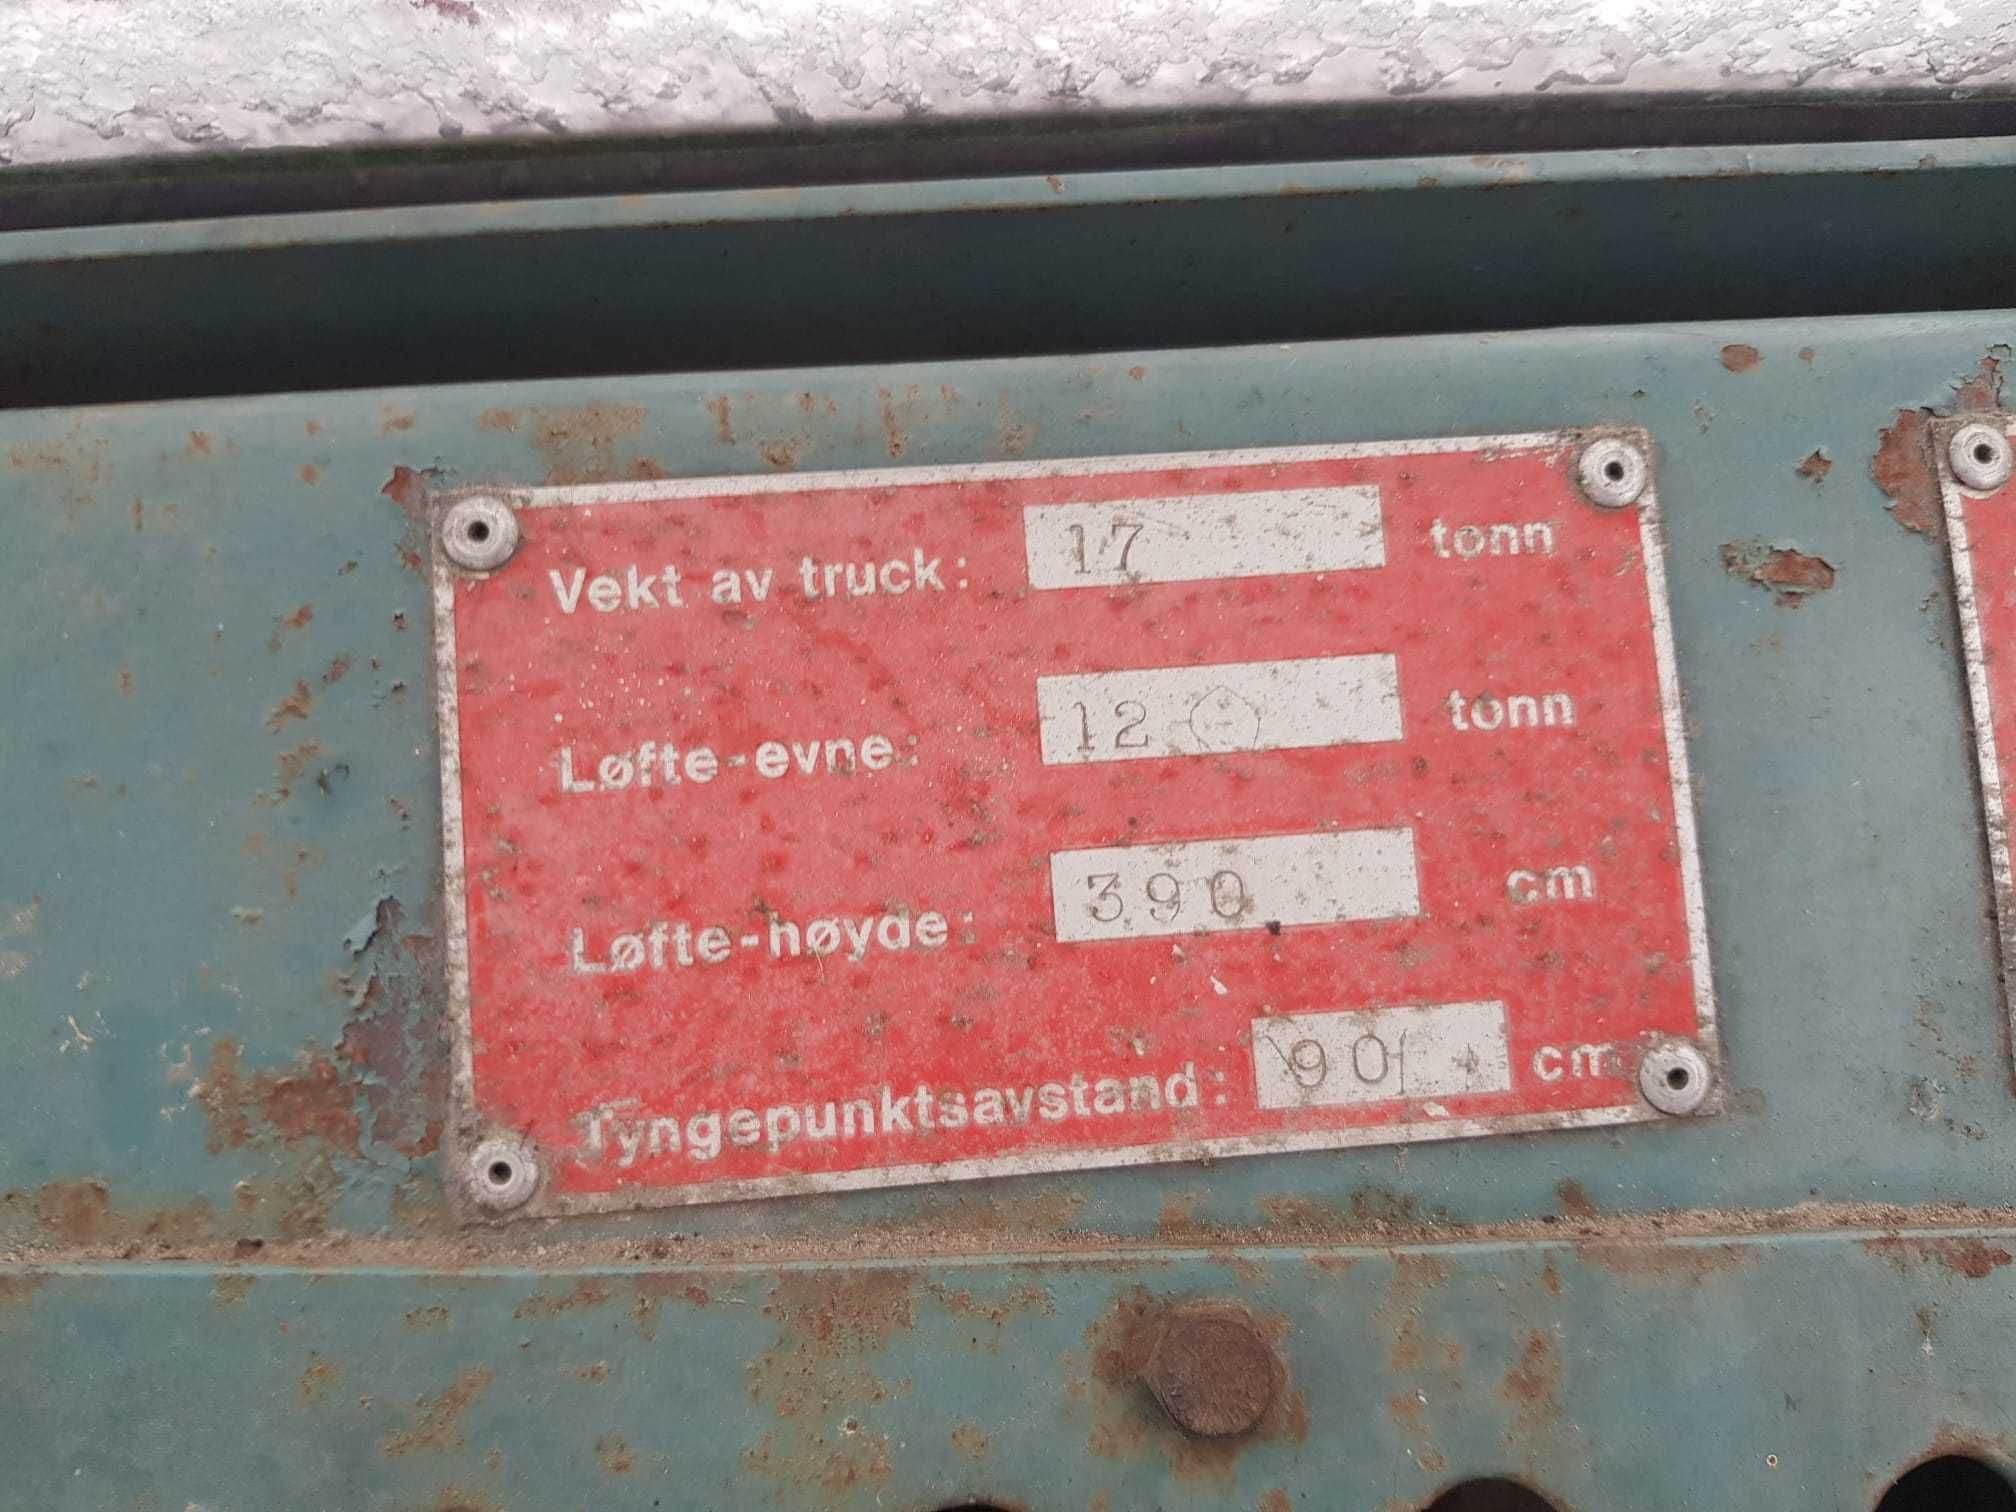 Vekt av truck: 17 tonn
Løfte-evne: 12 tonn
Løfte-høyde: 390 cm
Tyngepunktsavstand: 90 cm